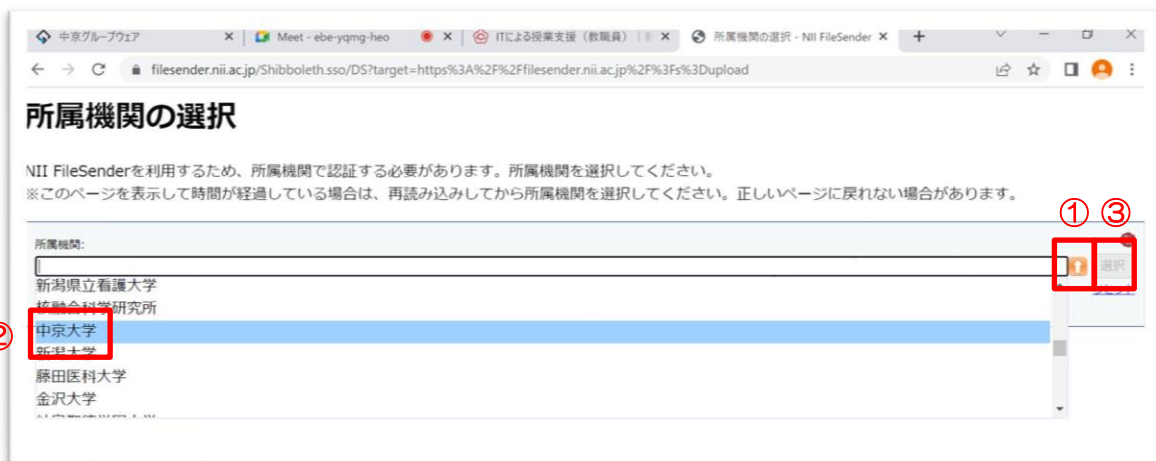 中京グループウェア
Meet - ebe-yqmg-heo
ITによる授業支援（教職員）
所属機関の選択 - NII FileSender
filesender.nii.ac.jp/Shibboleth.sso/DS?target=https%3A%2F%2Ffilesender.nii.ac.jp%2F%3Fs%3Dupload
所属機関の選択
NII FileSenderを利用するため、所属機関で認証する必要があります。所属機関を選択してください。
※このページを表示して時間が経過している場合は、再読み込みしてから所属機関を選択してください。正しいページに戻れない場合があります。
① ③
所属機関:
選択
新潟県立看護大学
リセット
核融合科学研究所
② 中京大学
新潟大学
藤田医科大学
金沢大学